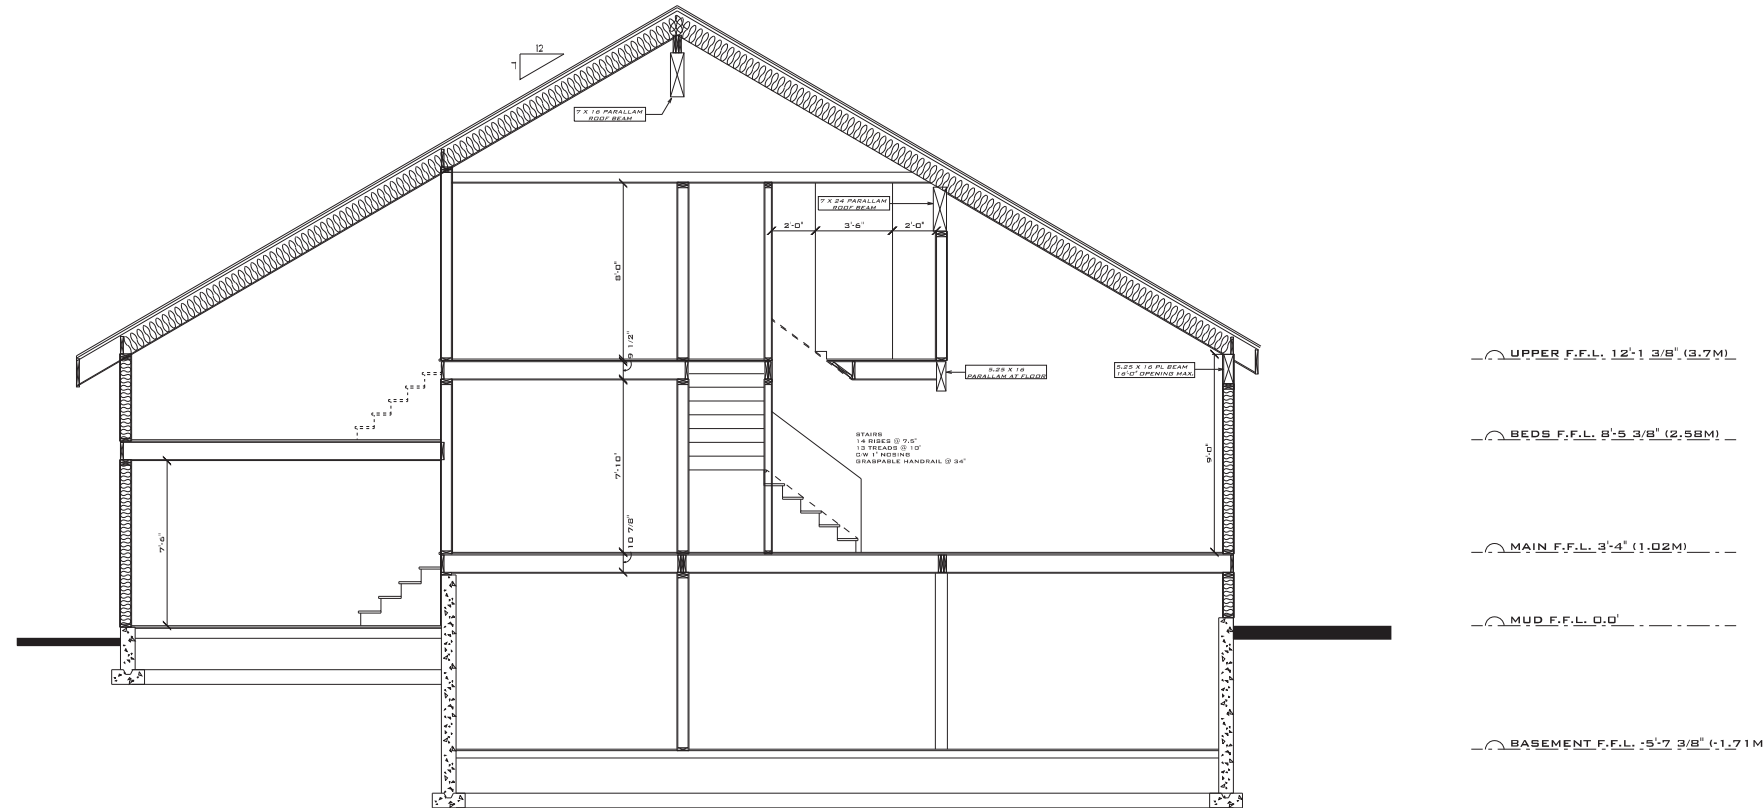 12
7
7 X 16 PARALLAM
ROOF BEAM
7 X 24 PARALLAM
ROOF BEAM
2'-0"
3'-6"
2'-0"
8'-0"
9 1/2"
5.25 X 16
PARALLAM AT FLOOR
5.25 X 16 PL BEAM
16'-0" OPENING MAX.
UPPER F.F.L. 12'-1 3/8" (3.7M)
STAIRS
14 RISES @ 7.5"
13 TREADS @ 10"
C/W 1" NOSING
GRASPABLE HANDRAIL @ 34"
BEDS F.F.L. 8'-5 3/8" (2.58M)
7'-10"
9'-0"
7'-6"
10 7/8"
MAIN F.F.L. 3'-4" (1.02M)
MUD F.F.L. 0.0'
BASEMENT F.F.L. -5'-7 3/8" (-1.71M